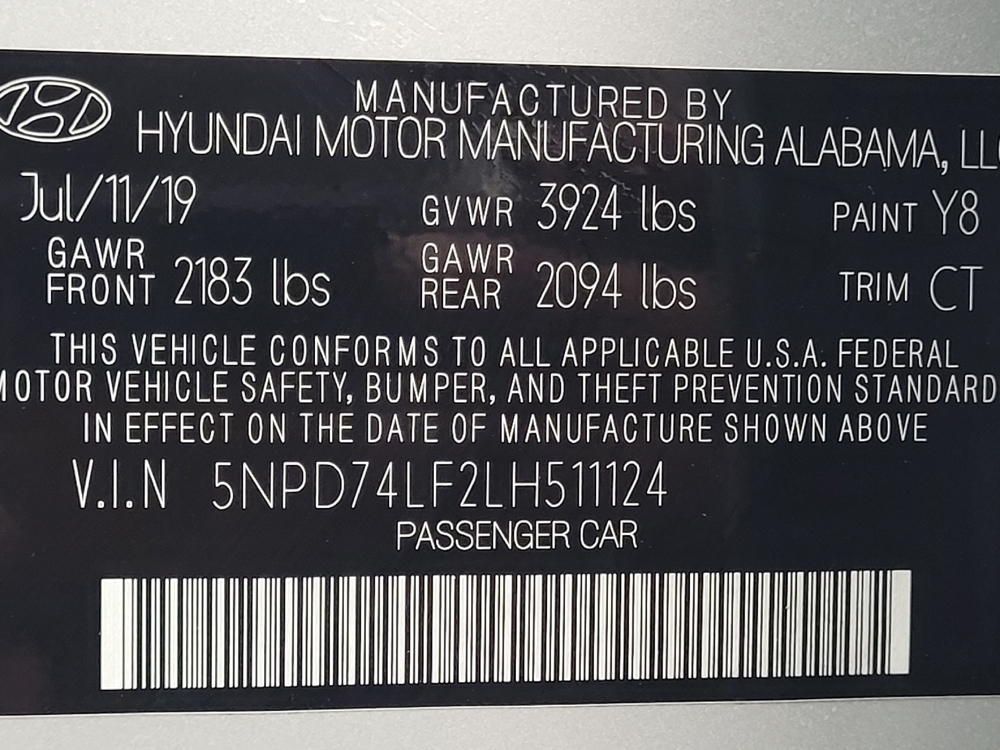 MANUFACTURED BY
HYUNDAI MOTOR MANUFACTURING ALABAMA, LLC
Jul/11/19 GVWR 3924 lbs PAINT Y8
GAWR FRONT 2183 lbs GAWR REAR 2094 lbs TRIM CT
THIS VEHICLE CONFORMS TO ALL APPLICABLE U.S.A. FEDERAL
MOTOR VEHICLE SAFETY, BUMPER, AND THEFT PREVENTION STANDARD
IN EFFECT ON THE DATE OF MANUFACTURE SHOWN ABOVE
V.I.N 5NPD74LF2LH511124
PASSENGER CAR